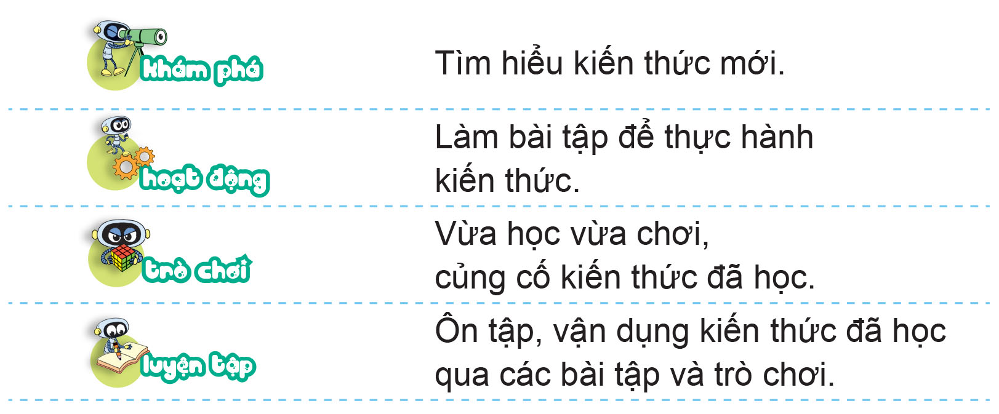 khám phá
Tìm hiểu kiến thức mới.
hoạt động
Làm bài tập để thực hành
kiến thức.
trò chơi
Vừa học vừa chơi,
củng cố kiến thức đã học.
luyện tập
Ôn tập, vận dụng kiến thức đã học
qua các bài tập và trò chơi.